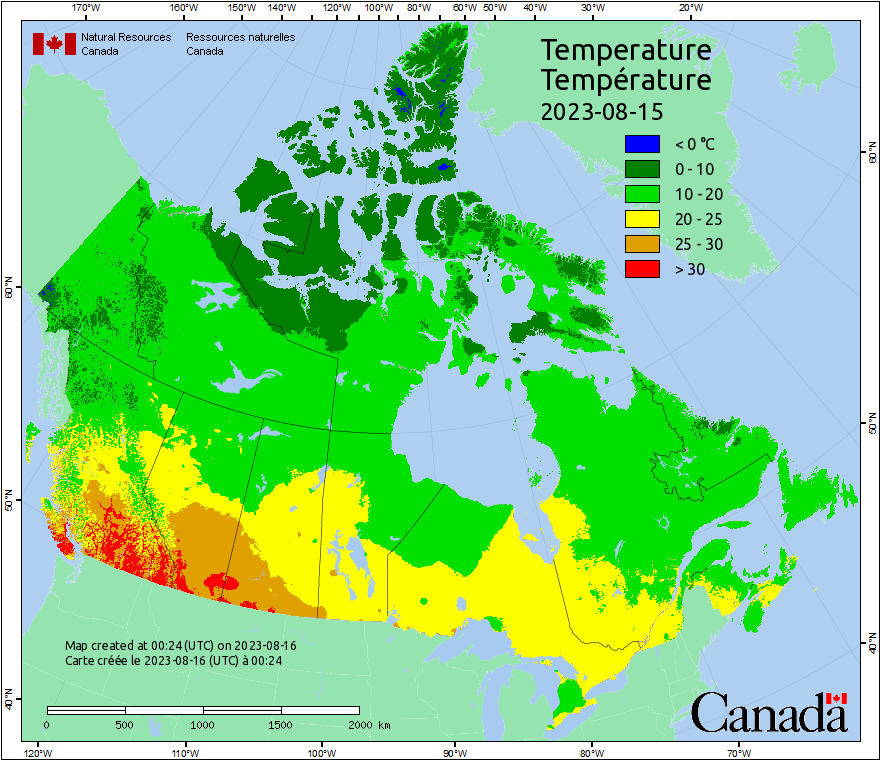 170°W 160°W 150°W 140°W 130°W 120°W 110°W 100°W 90°W 80°W 70°W 60°W 50°W 40°W 30°W 20°W
Natural Resources Canada
Ressources naturelles Canada
Temperature
Température
2023-08-15
< 0 °C
0 - 10
10 - 20
20 - 25
25 - 30
> 30
60°N
60°N
50°N
50°N
40°N
40°N
Map created at 00:24 (UTC) on 2023-08-16
Carte créée le 2023-08-16 (UTC) à 00:24
0 500 1000 1500 2000 km
Canada
120°W 110°W 100°W 90°W 80°W 70°W